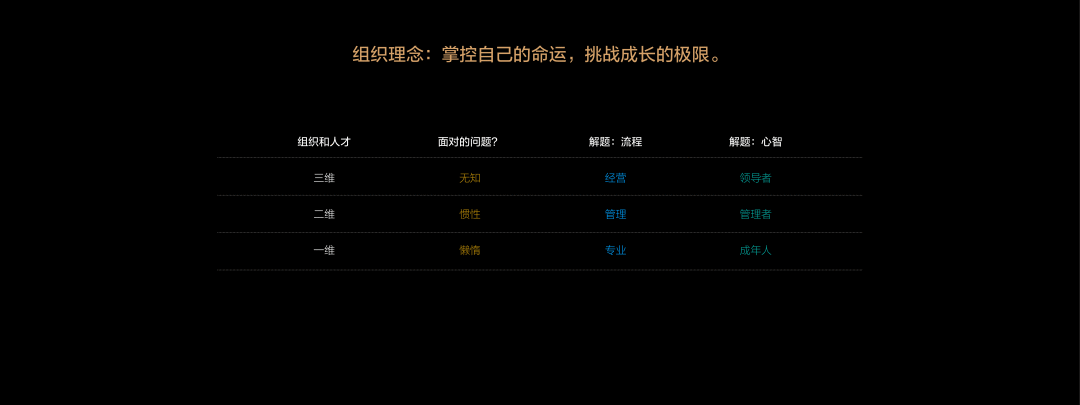 组织理念：掌控自己的命运，挑战成长的极限。
组织和人才 面对的问题? 解题：流程 解题：心智
三维 无知 经营 领导者
二维 惯性 管理 管理者
一维 懒惰 专业 成年人